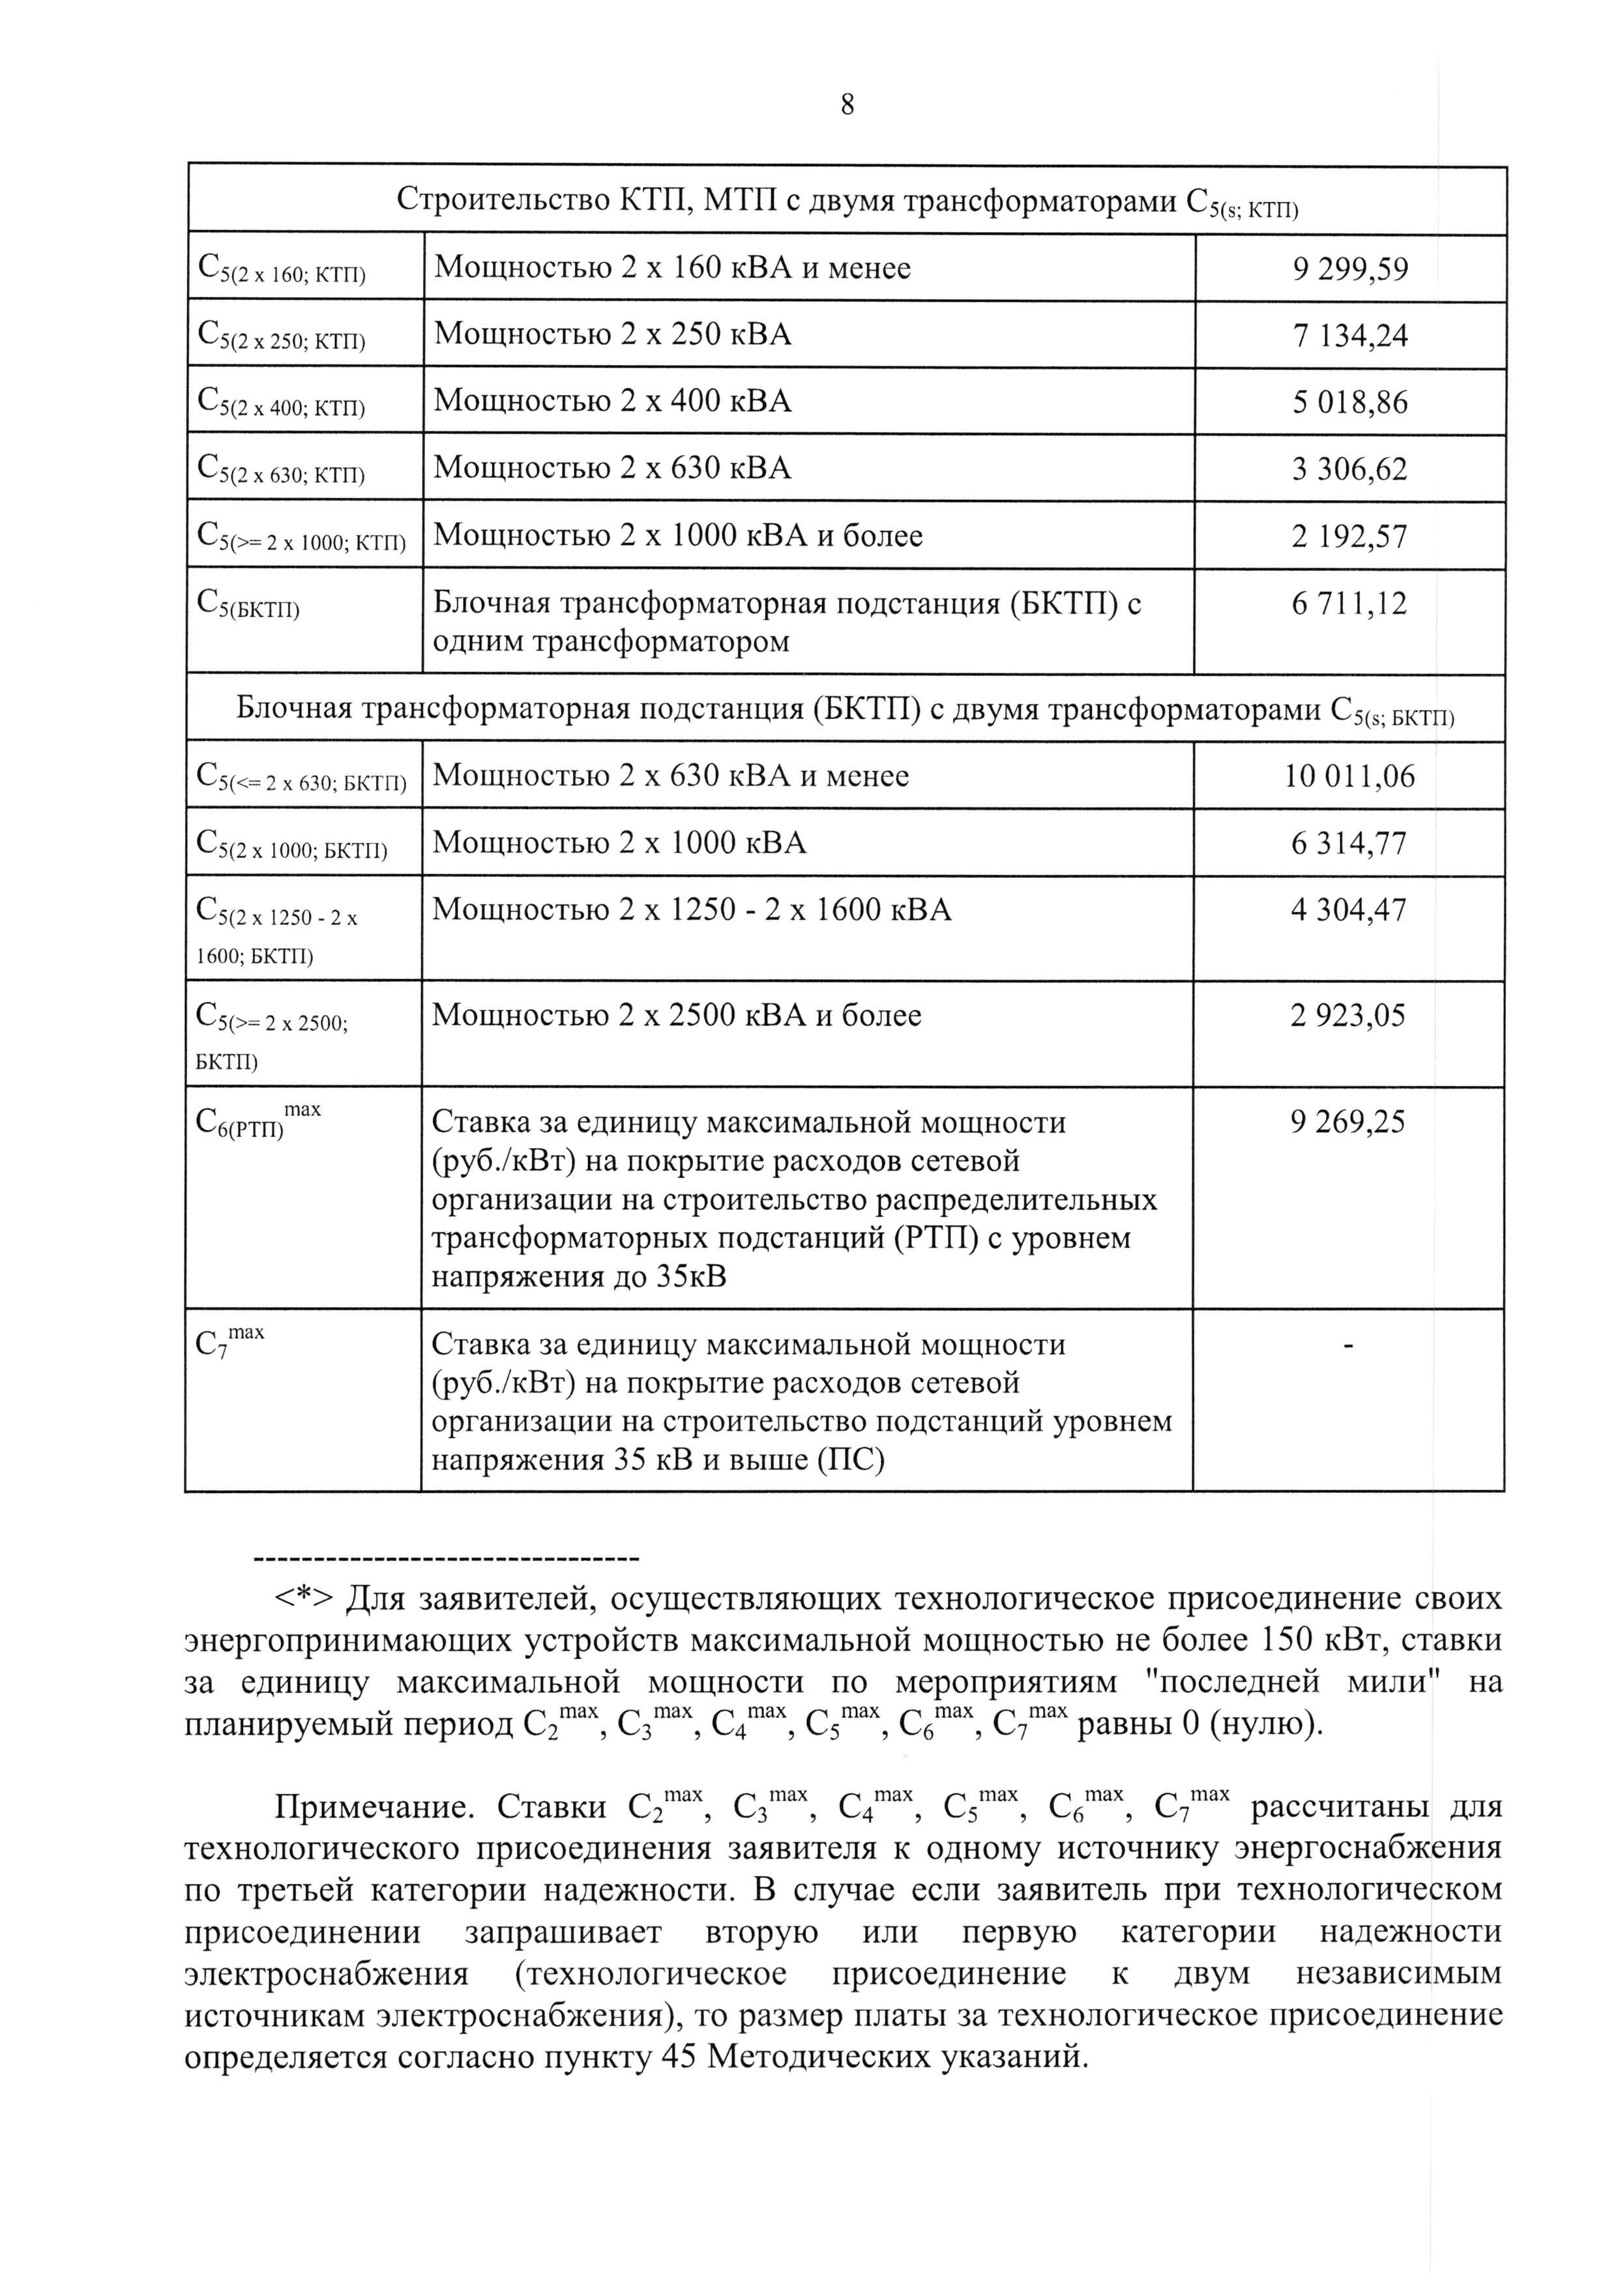 8
Строительство КТП, МТП с двумя трансформаторами C5(s; КТП)
C5(2 x 160; КТП) Мощностью 2 x 160 кВА и менее 9 299,59
C5(2 x 250; КТП) Мощностью 2 x 250 кВА 7 134,24
C5(2 x 400; КТП) Мощностью 2 x 400 кВА 5 018,86
C5(2 x 630; КТП) Мощностью 2 x 630 кВА 3 306,62
C5(>= 2 x 1000; КТП) Мощностью 2 x 1000 кВА и более 2 192,57
C5(БКТП) Блочная трансформаторная подстанция (БКТП) с 6 711,12
одним трансформатором
Блочная трансформаторная подстанция (БКТП) с двумя трансформаторами C5(s; БКТП)
C5(<= 2 x 630; БКТП) Мощностью 2 x 630 кВА и менее 10 011,06
C5(2 x 1000; БКТП) Мощностью 2 x 1000 кВА 6 314,77
C5(2 x 1250 - 2 x Мощностью 2 x 1250 - 2 x 1600 кВА 4 304,47
1600; БКТП)
C5(>= 2 x 2500; Мощностью 2 x 2500 кВА и более 2 923,05
БКТП)
C6(РТП)max Ставка за единицу максимальной мощности 9 269,25
(руб./кВт) на покрытие расходов сетевой
организации на строительство распределительных
трансформаторных подстанций (РТП) с уровнем
напряжения до 35кВ
C7max Ставка за единицу максимальной мощности -
(руб./кВт) на покрытие расходов сетевой
организации на строительство подстанций уровнем
напряжения 35 кВ и выше (ПС)
--------------------------------
<*> Для заявителей, осуществляющих технологическое присоединение своих
энергопринимающих устройств максимальной мощностью не более 150 кВт, ставки
за единицу максимальной мощности по мероприятиям "последней мили" на
планируемый период C2max, C3max, C4max, C5max, C6max, C7max равны 0 (нулю).
Примечание. Ставки C2max, C3max, C4max, C5max, C6max, C7max рассчитаны для
технологического присоединения заявителя к одному источнику энергоснабжения
по третьей категории надежности. В случае если заявитель при технологическом
присоединении запрашивает вторую или первую категории надежности
электроснабжения (технологическое присоединение к двум независимым
источникам электроснабжения), то размер платы за технологическое присоединение
определяется согласно пункту 45 Методических указаний.